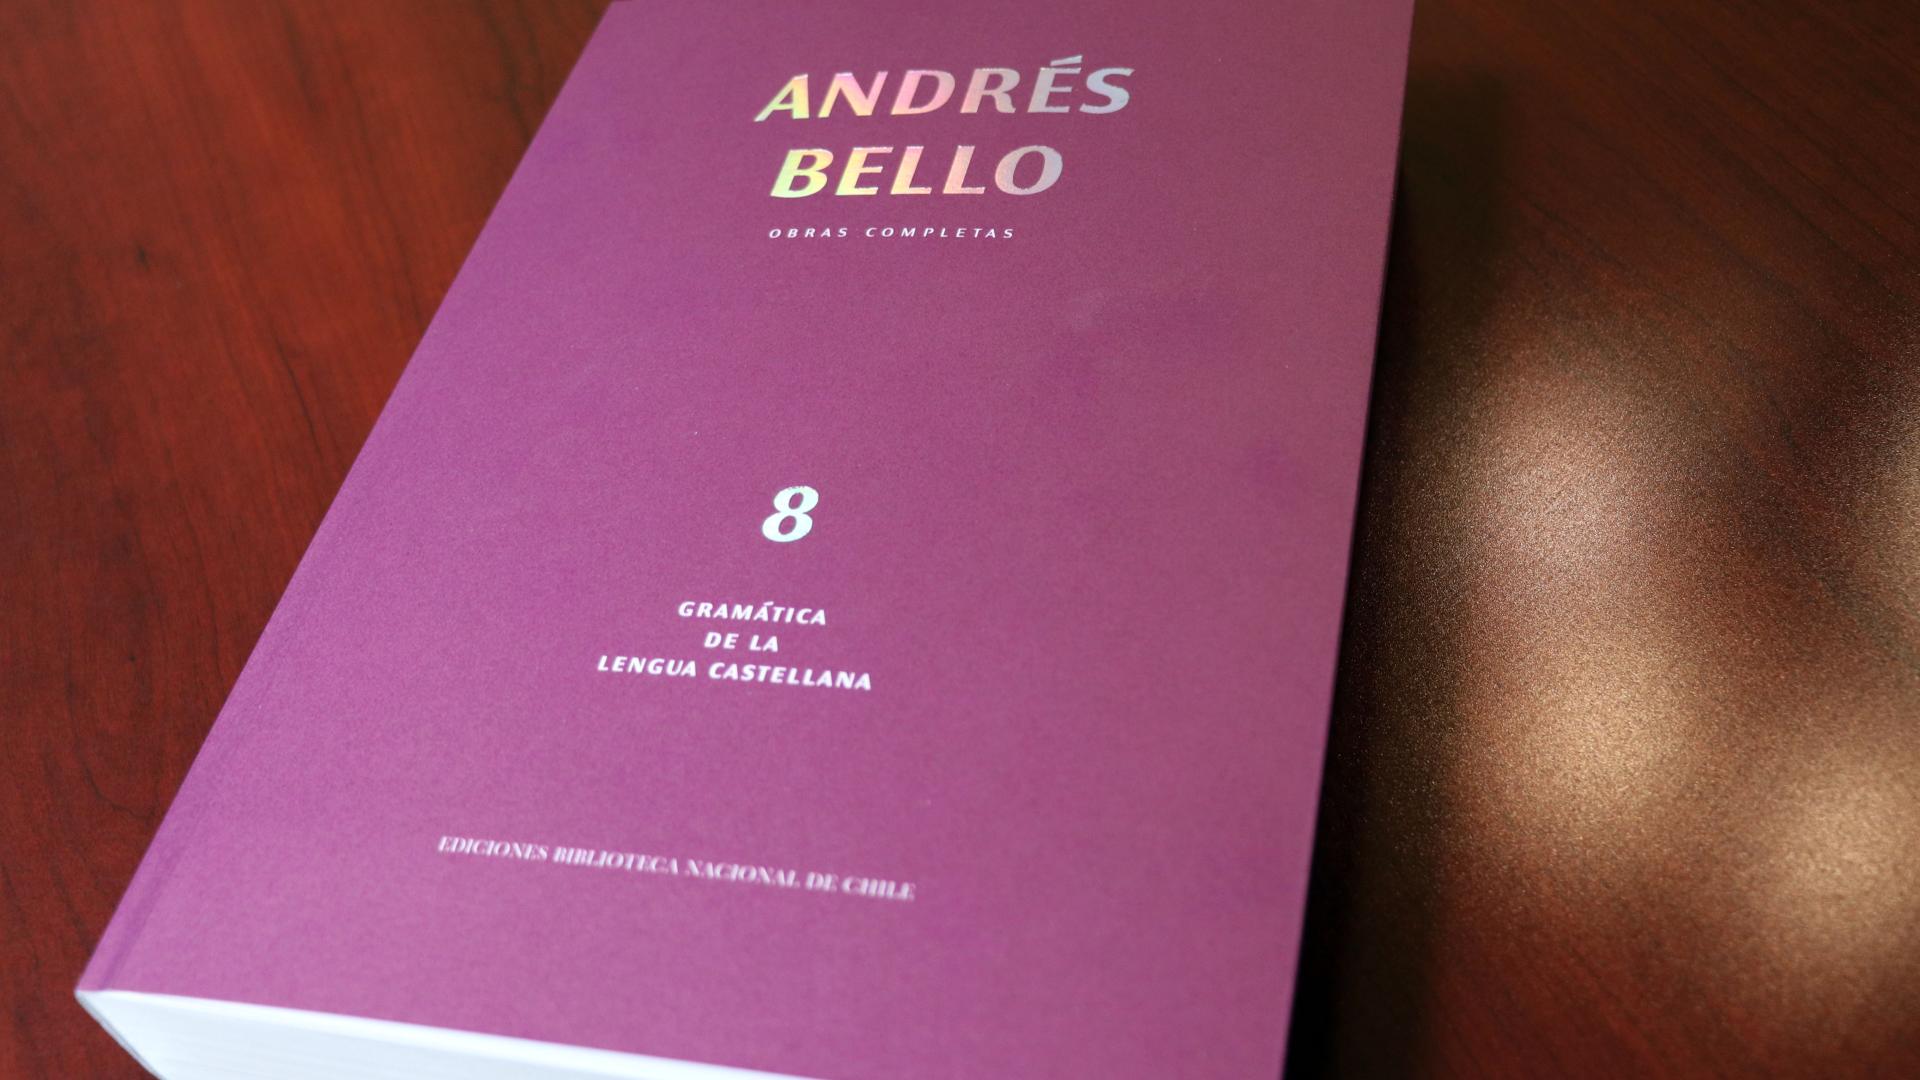 ANDRÉS
BELLO
OBRAS COMPLETAS
8
GRAMÁTICA
DE LA
LENGUA CASTELLANA
EDICIONES BIBLIOTECA NACIONAL DE CHILE